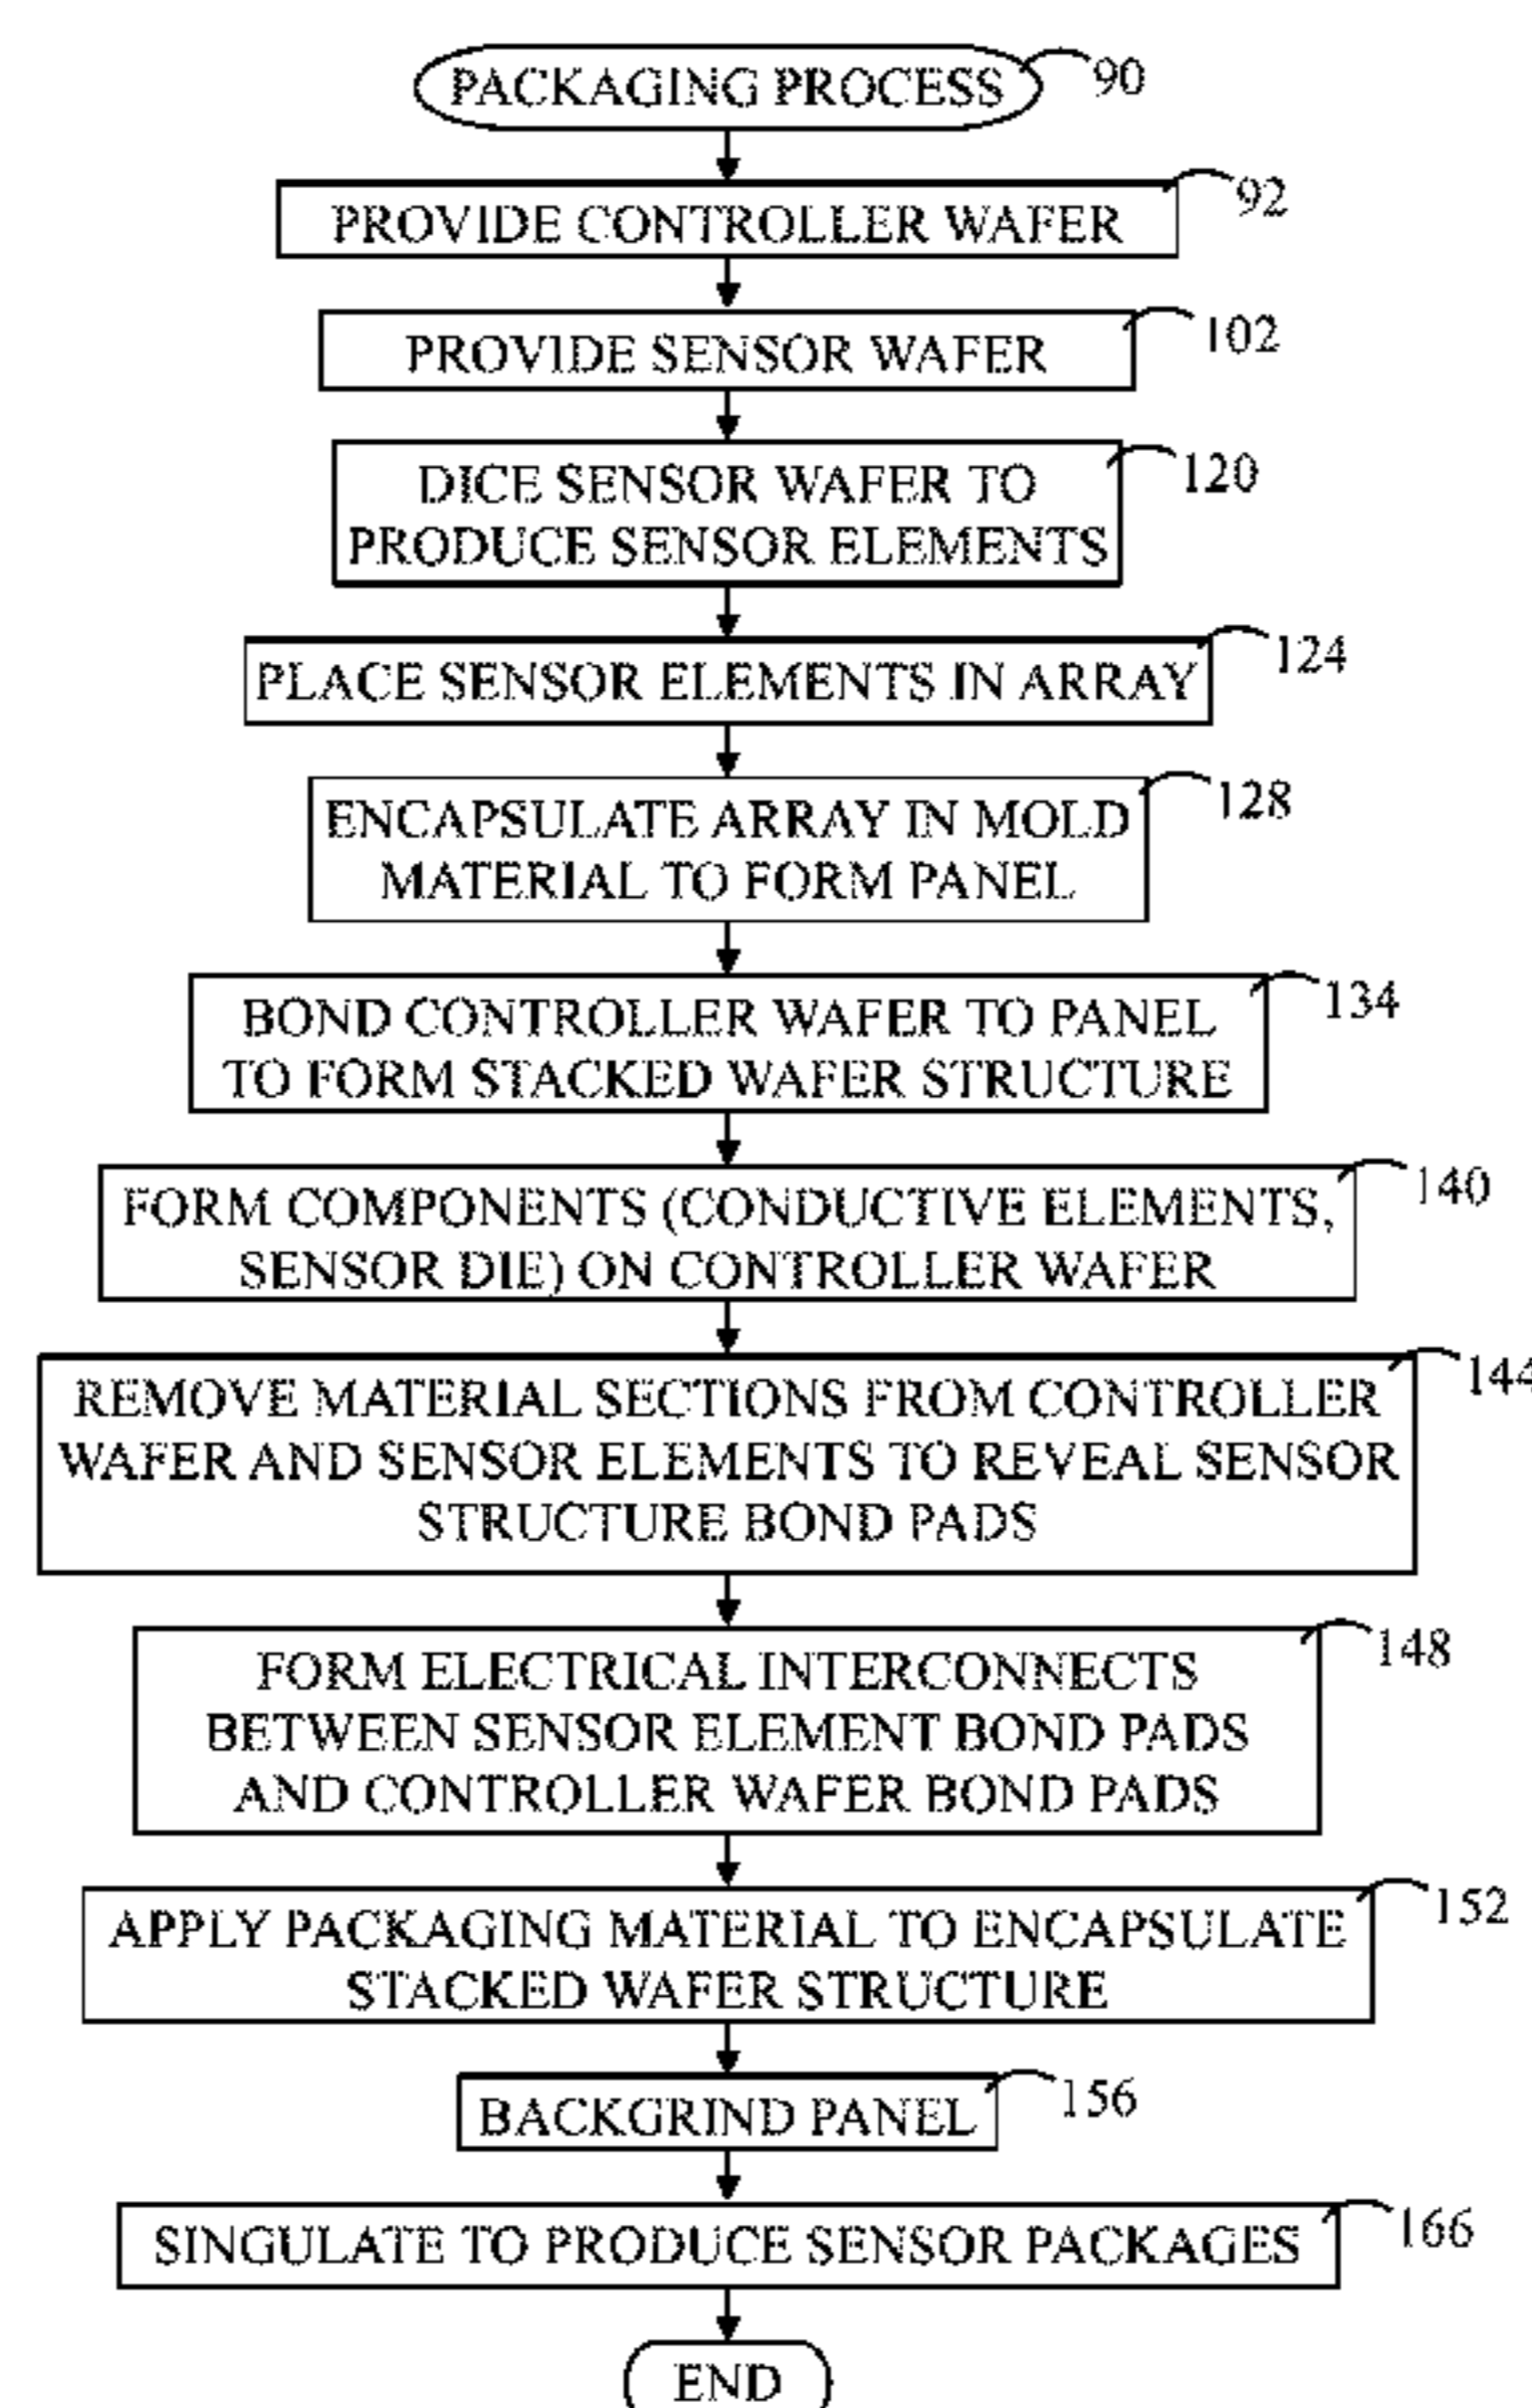 PACKAGING PROCESS 90
PROVIDE CONTROLLER WAFER 92
PROVIDE SENSOR WAFER 102
DICE SENSOR WAFER TO 120
PRODUCE SENSOR ELEMENTS
PLACE SENSOR ELEMENTS IN ARRAY 124
ENCAPSULATE ARRAY IN MOLD 128
MATERIAL TO FORM PANEL
BOND CONTROLLER WAFER TO PANEL 134
TO FORM STACKED WAFER STRUCTURE
FORM COMPONENTS (CONDUCTIVE ELEMENTS, 140
SENSOR DIE) ON CONTROLLER WAFER
REMOVE MATERIAL SECTIONS FROM CONTROLLER 144
WAFER AND SENSOR ELEMENTS TO REVEAL SENSOR
STRUCTURE BOND PADS
FORM ELECTRICAL INTERCONNECTS 148
BETWEEN SENSOR ELEMENT BOND PADS
AND CONTROLLER WAFER BOND PADS
APPLY PACKAGING MATERIAL TO ENCAPSULATE 152
STACKED WAFER STRUCTURE
BACKGRIND PANEL 156
SINGULATE TO PRODUCE SENSOR PACKAGES 166
END